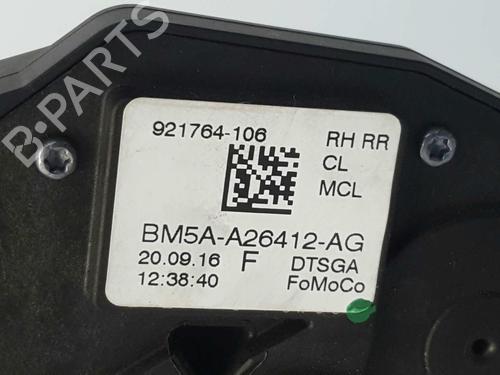 B-PARTS
921764-106 RH RR
CL
MCL
BM5A-A26412-AG
20.09.16 F DTSGA
12:38:40 FoMoCo